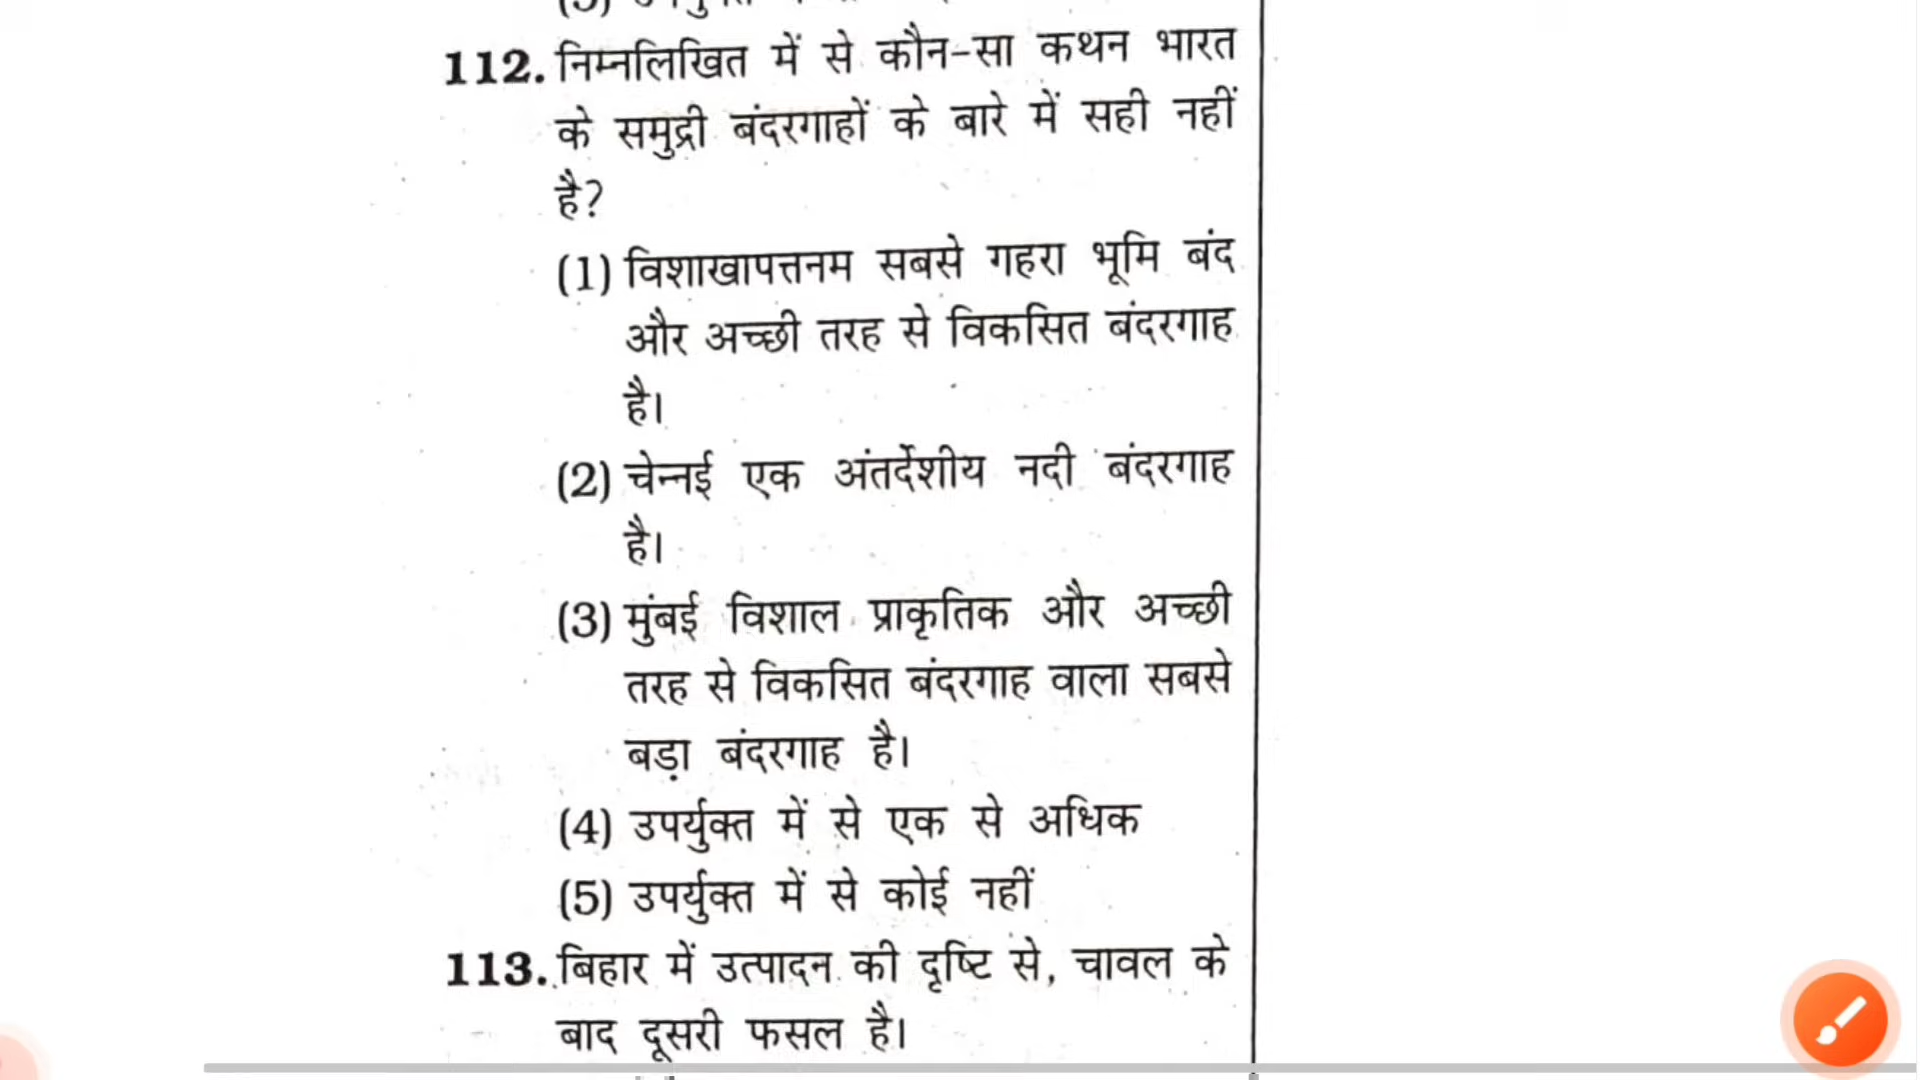 112. निम्नलिखित में से कौन-सा कथन भारत
के समुद्री बंदरगाहों के बारे में सही नहीं
है?
(1) विशाखापत्तनम सबसे गहरा भूमि बंद
और अच्छी तरह से विकसित बंदरगाह
है।
(2) चेन्नई एक अंतर्देशीय नदी बंदरगाह
है।
(3) मुंबई विशाल प्राकृतिक और अच्छी
तरह से विकसित बंदरगाह वाला सबसे
बड़ा बंदरगाह है।
(4) उपर्युक्त में से एक से अधिक
(5) उपर्युक्त में से कोई नहीं
113. बिहार में उत्पादन की दृष्टि से, चावल के
बाद दूसरी फसल है।